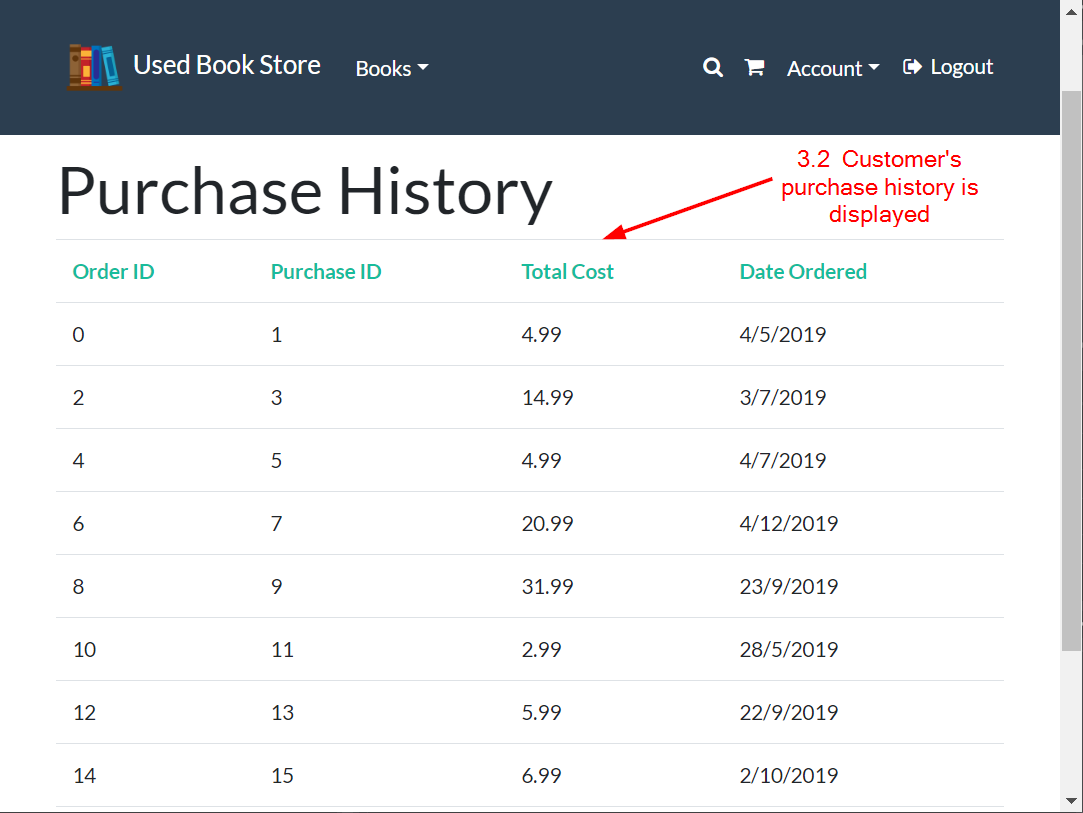 Used Book Store Books Account Logout
3.2 Customer's
purchase history is
displayed
Purchase History
Order ID Purchase ID Total Cost Date Ordered
0 1 4.99 4/5/2019
2 3 14.99 3/7/2019
4 5 4.99 4/7/2019
6 7 20.99 4/12/2019
8 9 31.99 23/9/2019
10 11 2.99 28/5/2019
12 13 5.99 22/9/2019
14 15 6.99 2/10/2019